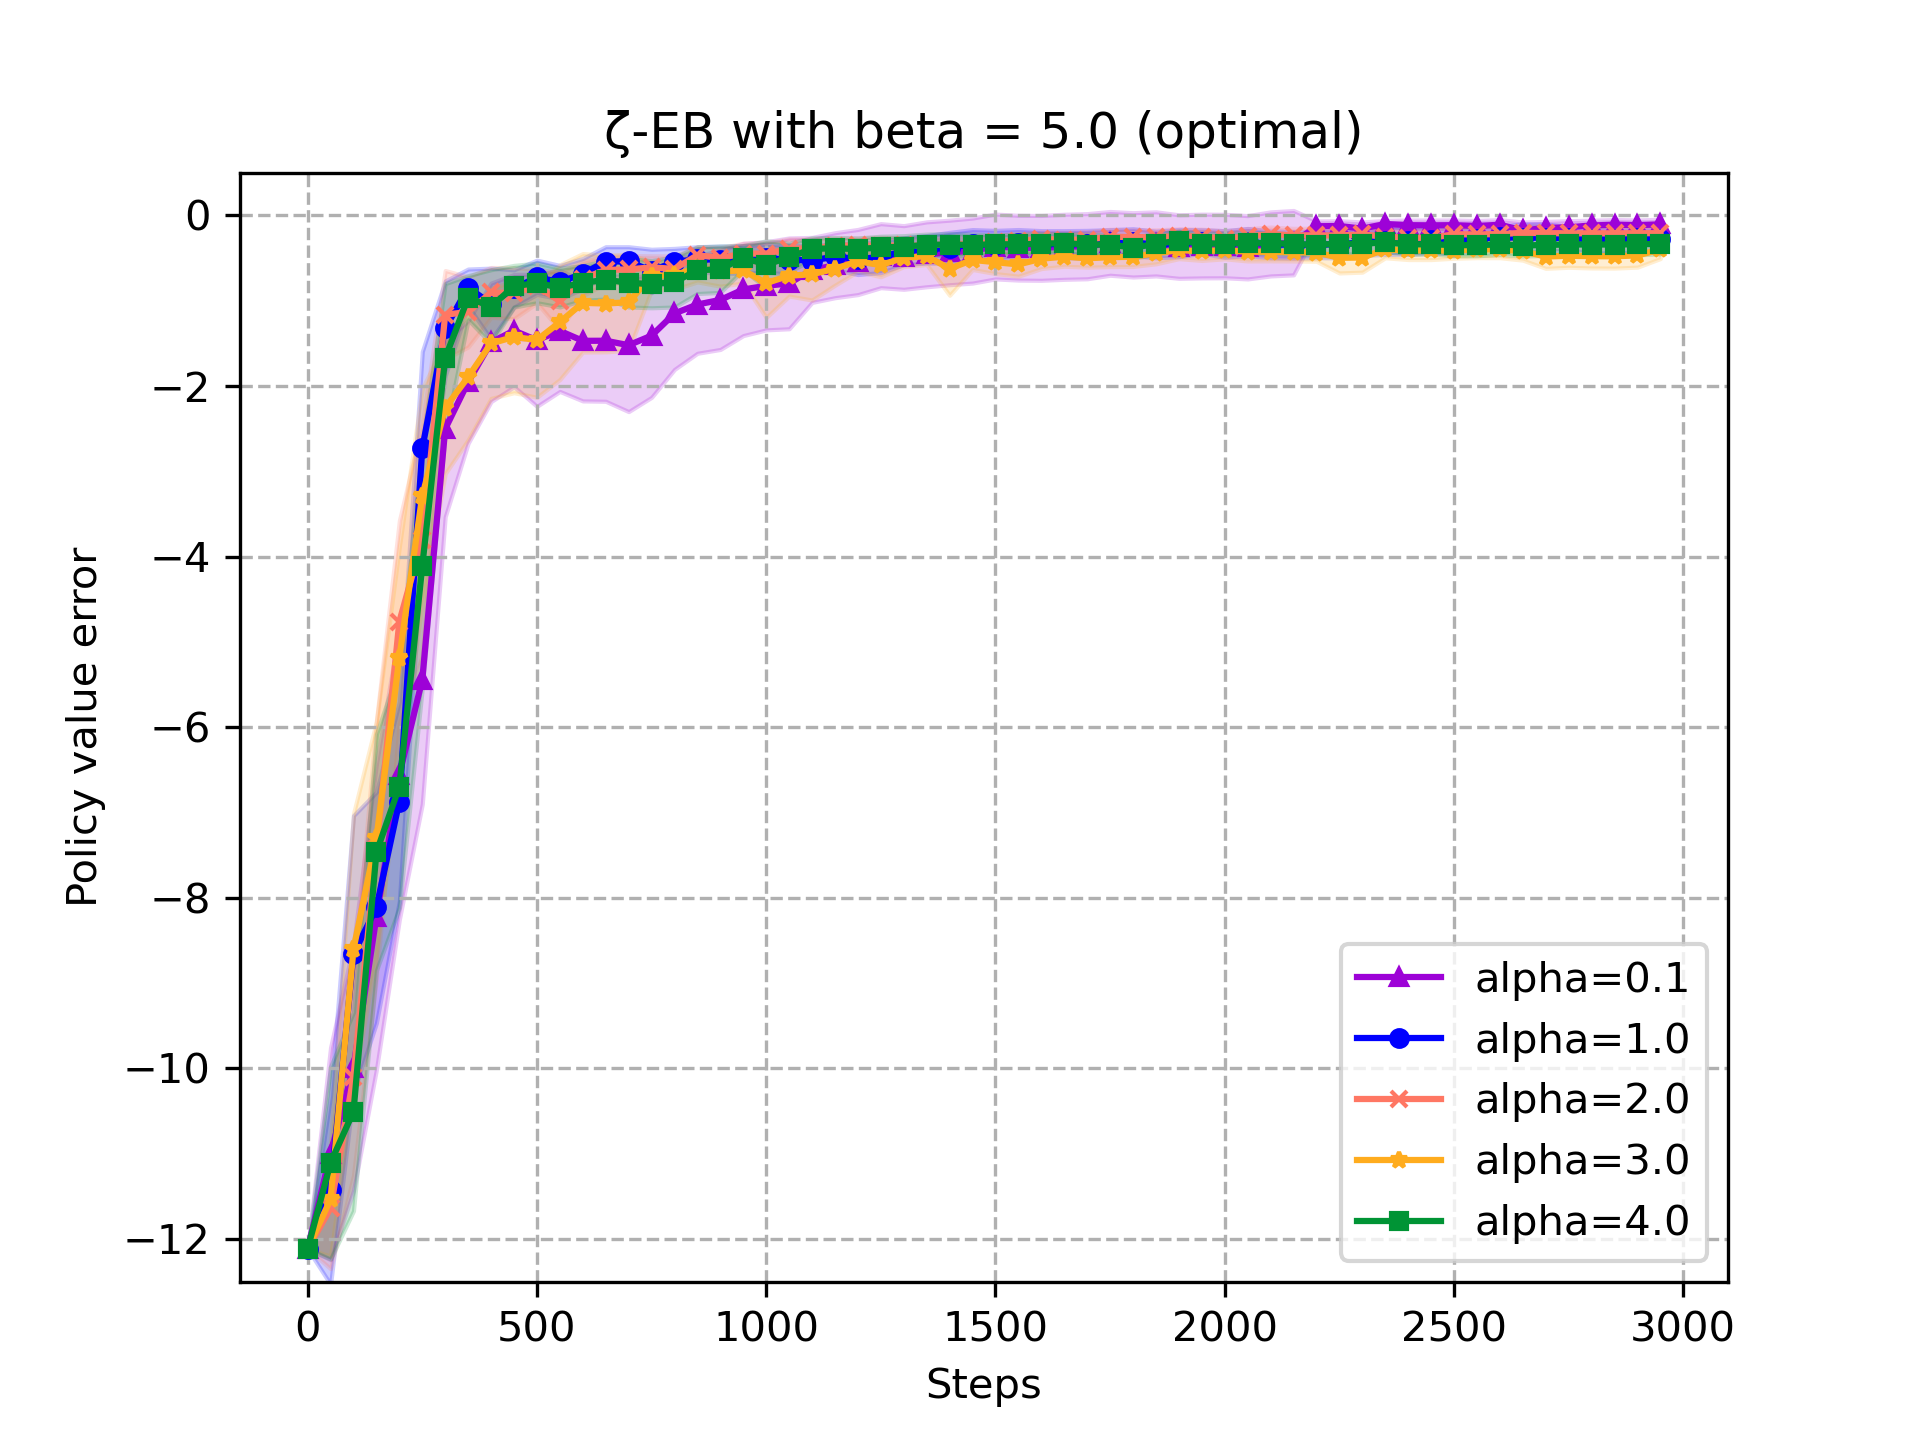 ζ-EB with beta = 5.0 (optimal)
Policy value error
0
−2
−4
−6
−8
−10
−12
0 500 1000 1500 2000 2500 3000
Steps
alpha=0.1
alpha=1.0
alpha=2.0
alpha=3.0
alpha=4.0